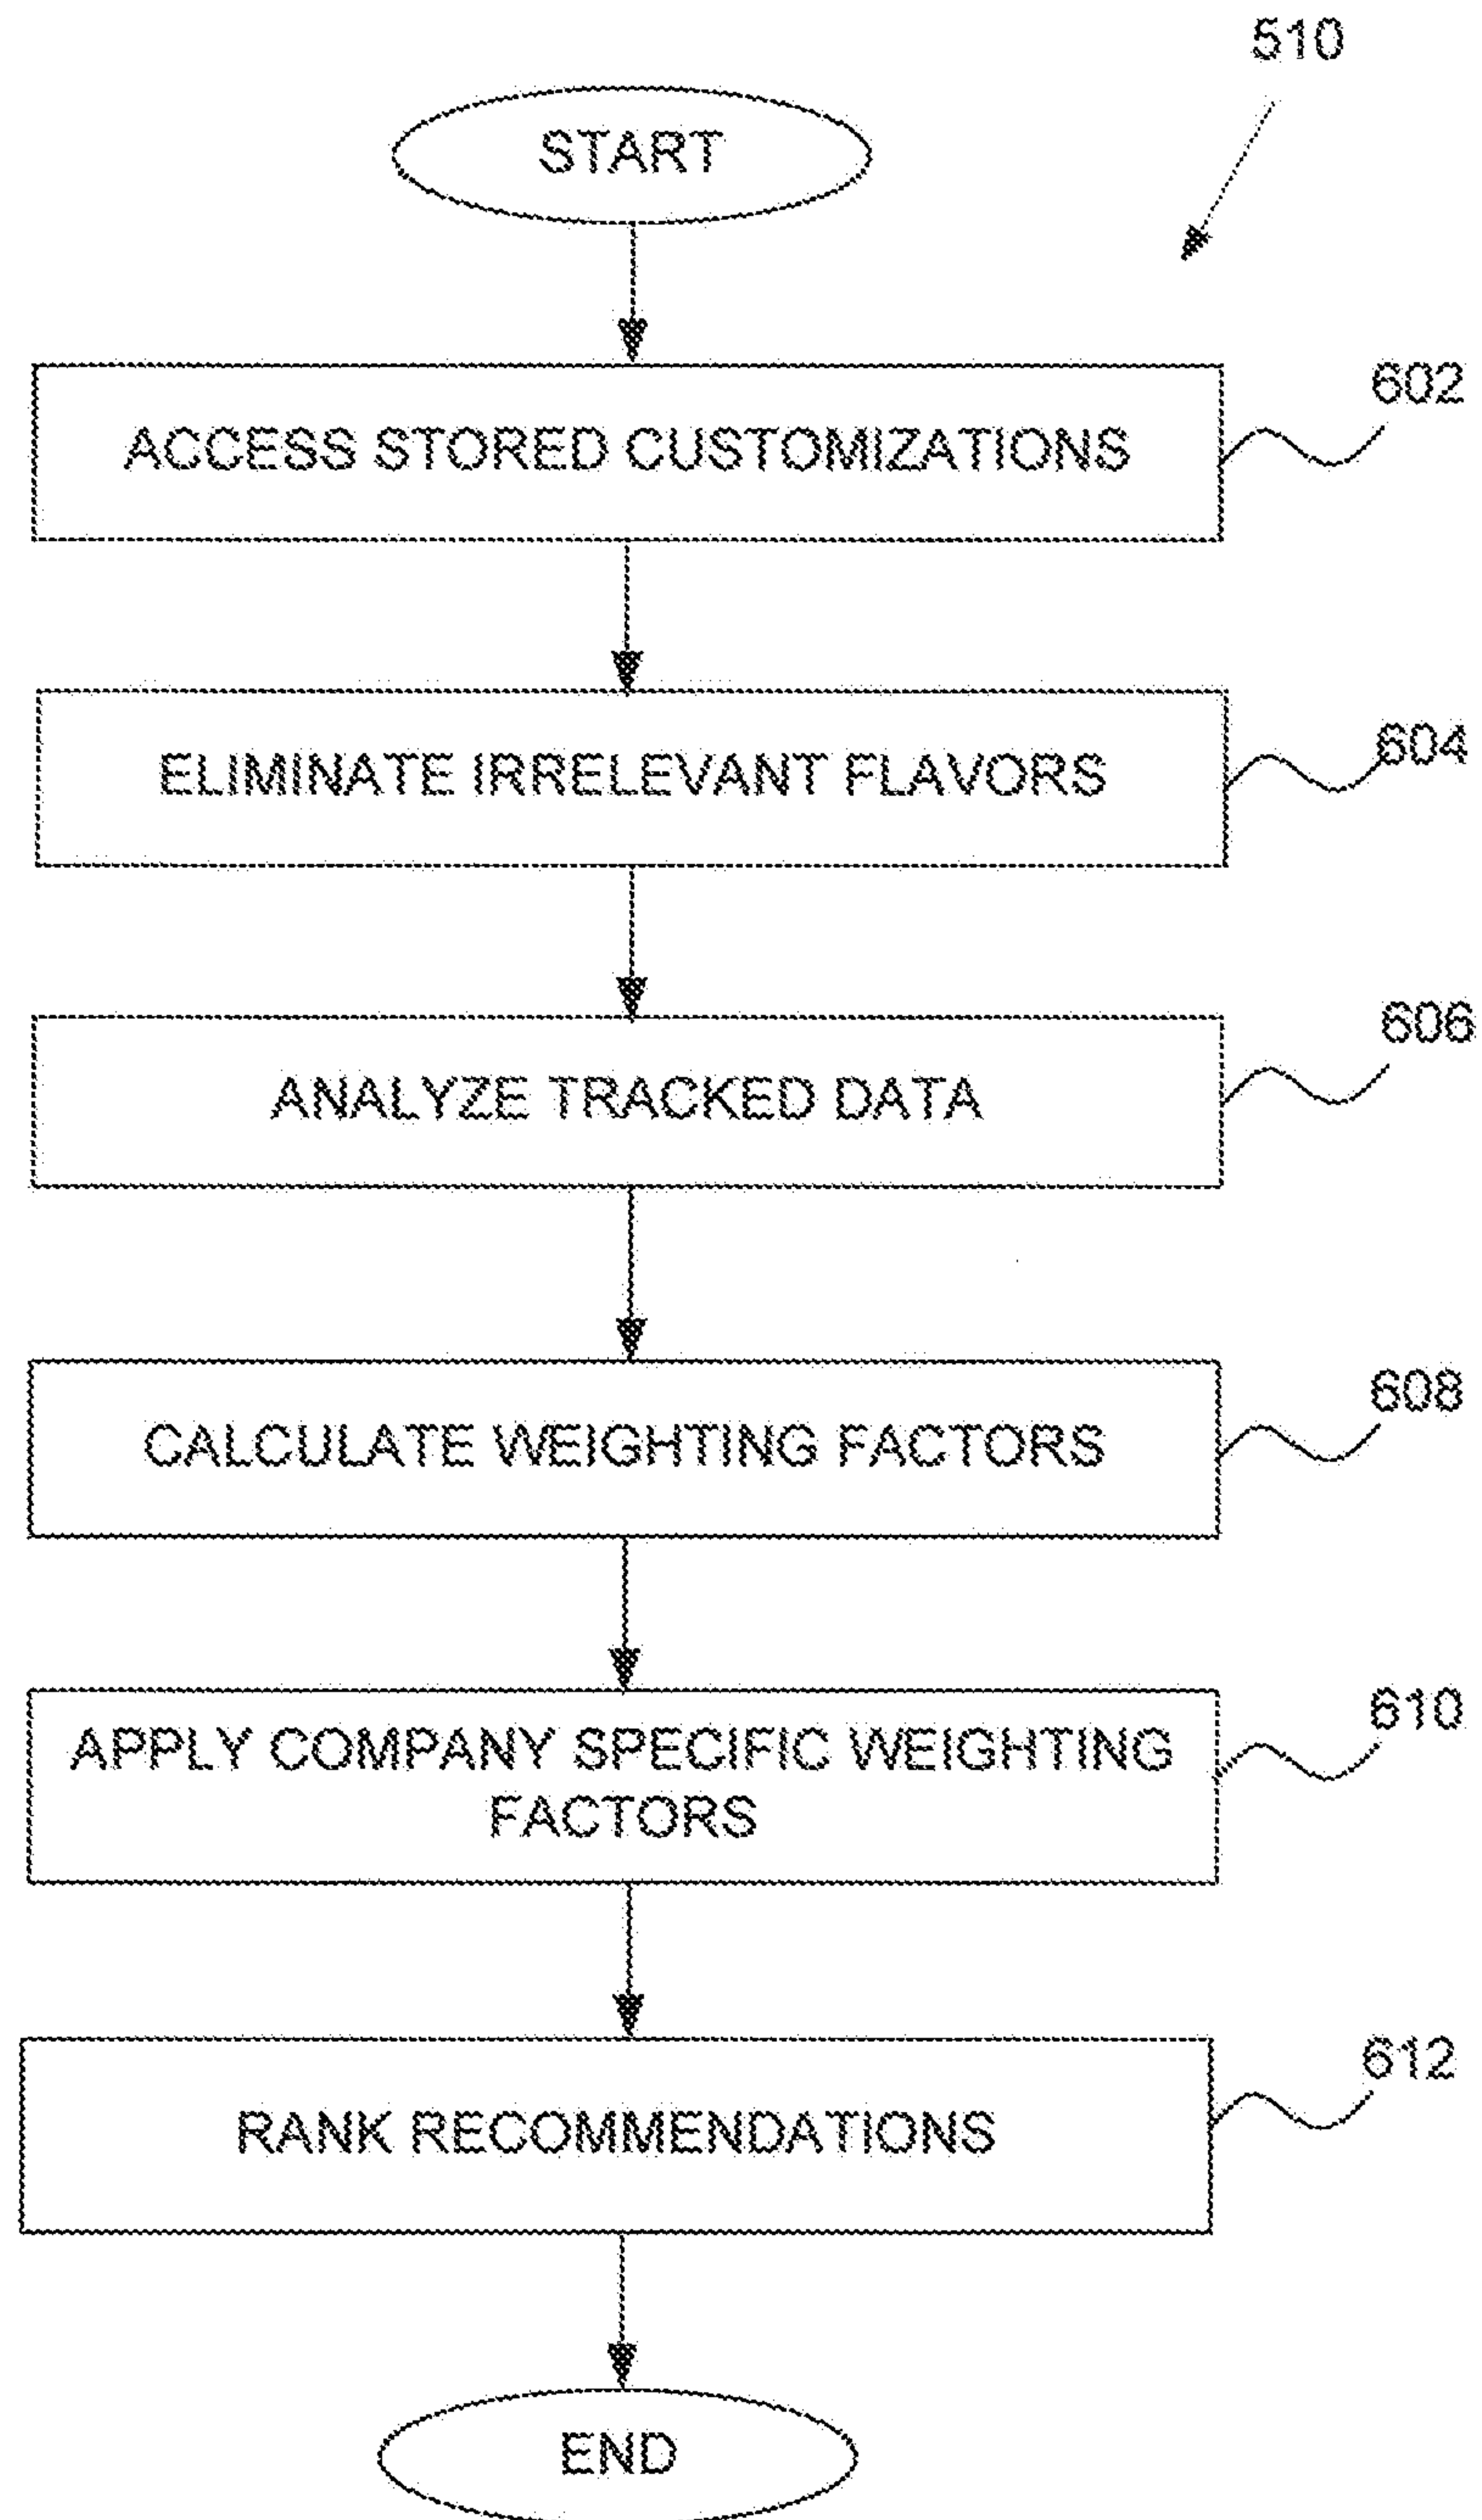 510
START
ACCESS STORED CUSTOMIZATIONS
602
ELIMINATE IRRELEVANT FLAVORS
604
ANALYZE TRACKED DATA
606
CALCULATE WEIGHTING FACTORS
608
APPLY COMPANY SPECIFIC WEIGHTING
FACTORS
610
RANK RECOMMENDATIONS
612
END